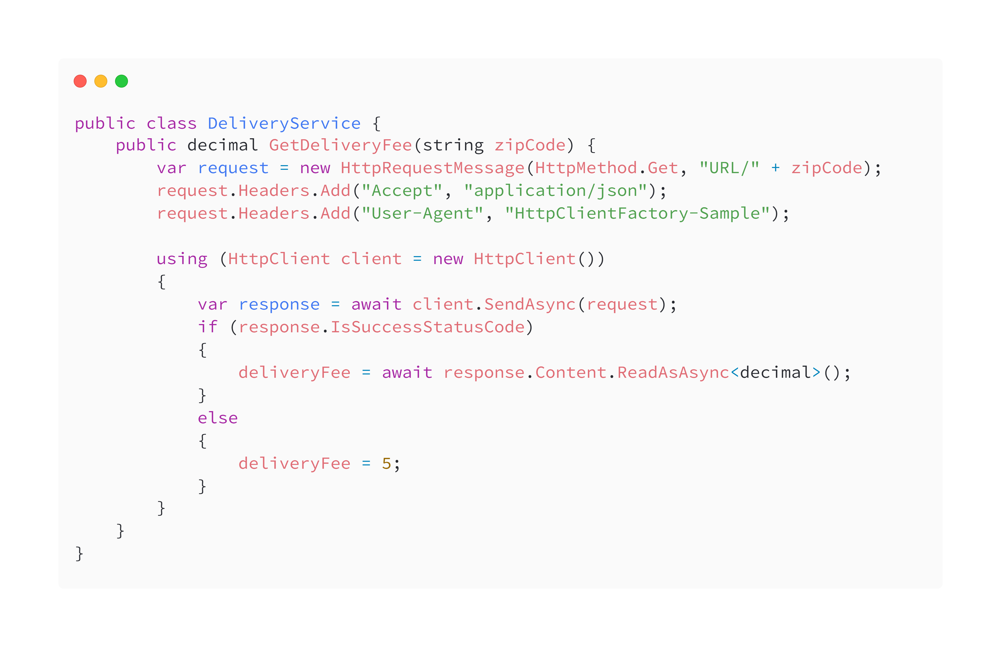 public class DeliveryService {
    public decimal GetDeliveryFee(string zipCode) {
        var request = new HttpRequestMessage(HttpMethod.Get, "URL/" + zipCode);
        request.Headers.Add("Accept", "application/json");
        request.Headers.Add("User-Agent", "HttpClientFactory-Sample");

        using (HttpClient client = new HttpClient())
        {
            var response = await client.SendAsync(request);
            if (response.IsSuccessStatusCode)
            {
                deliveryFee = await response.Content.ReadAsAsync<decimal>();
            }
            else
            {
                deliveryFee = 5;
            }
        }
    }
}